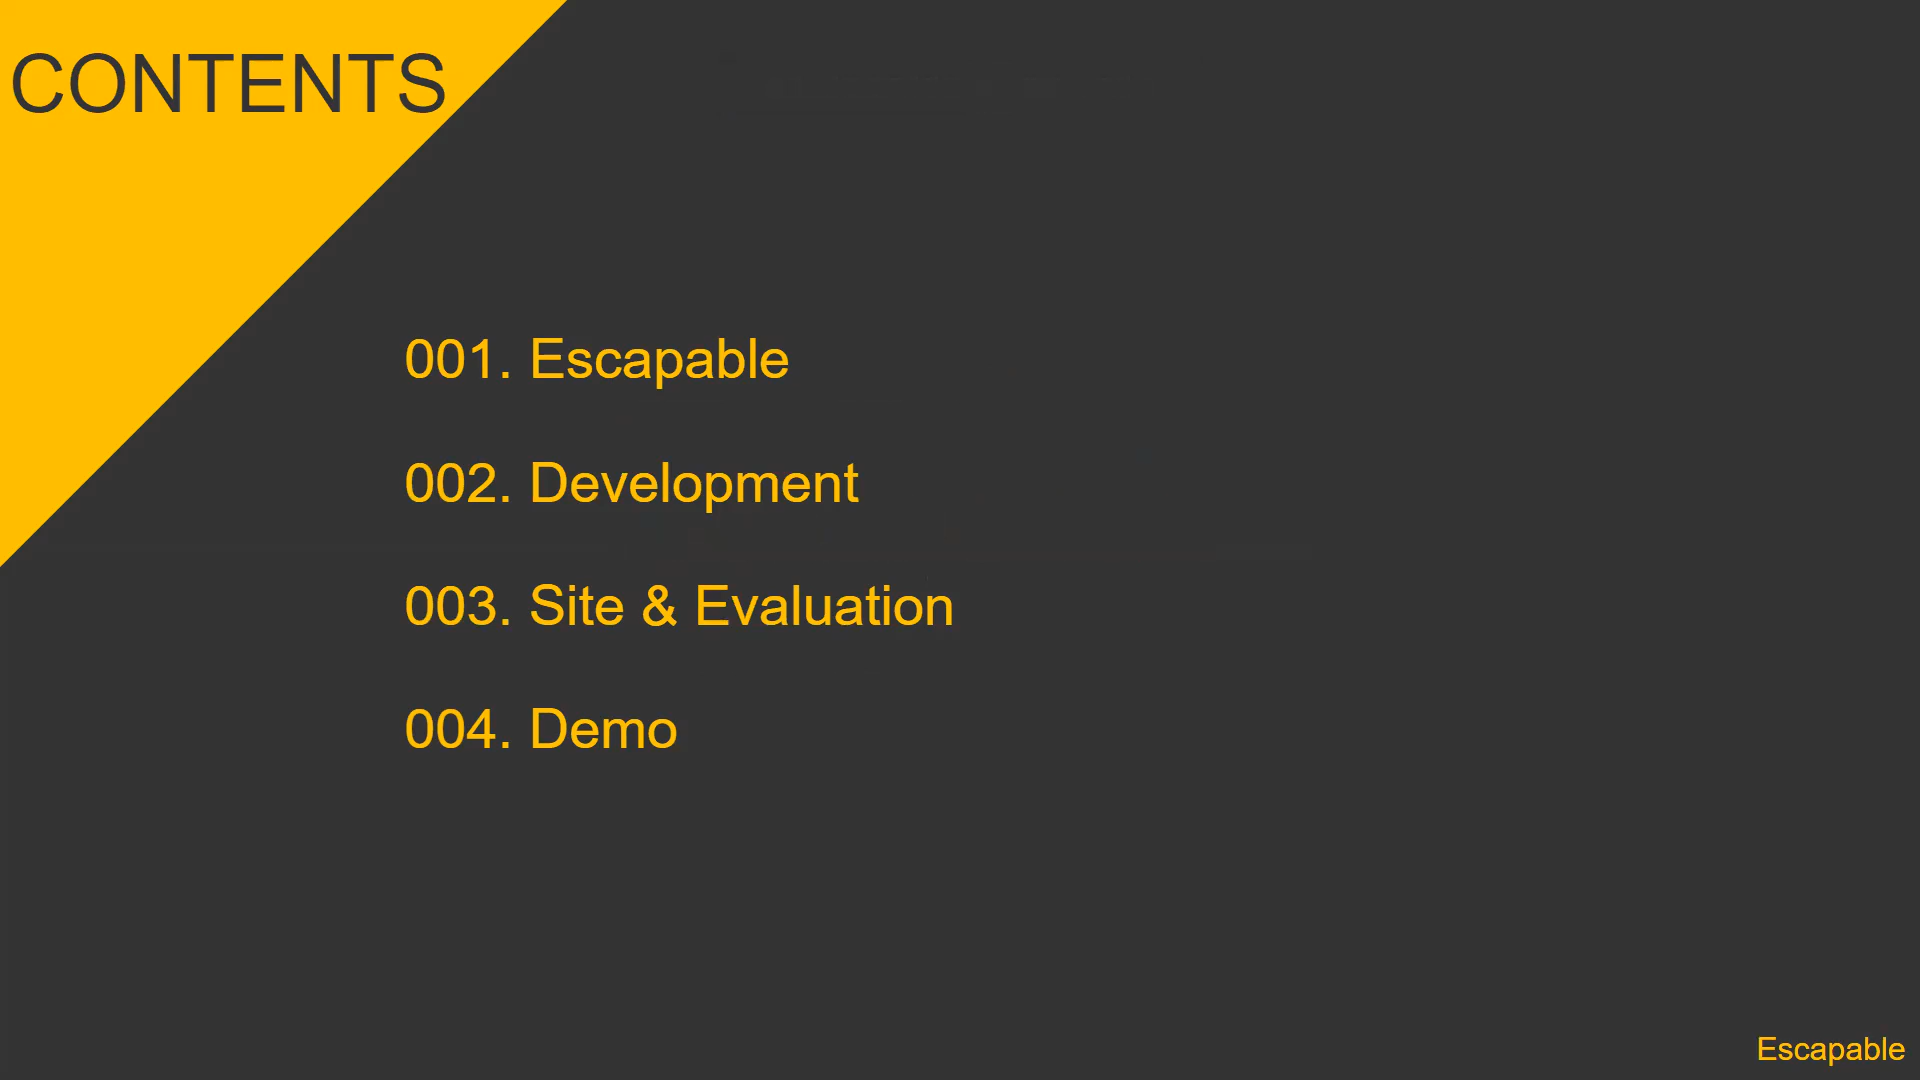 CONTENTS
001. Escapable
002. Development
003. Site & Evaluation
004. Demo
Escapable